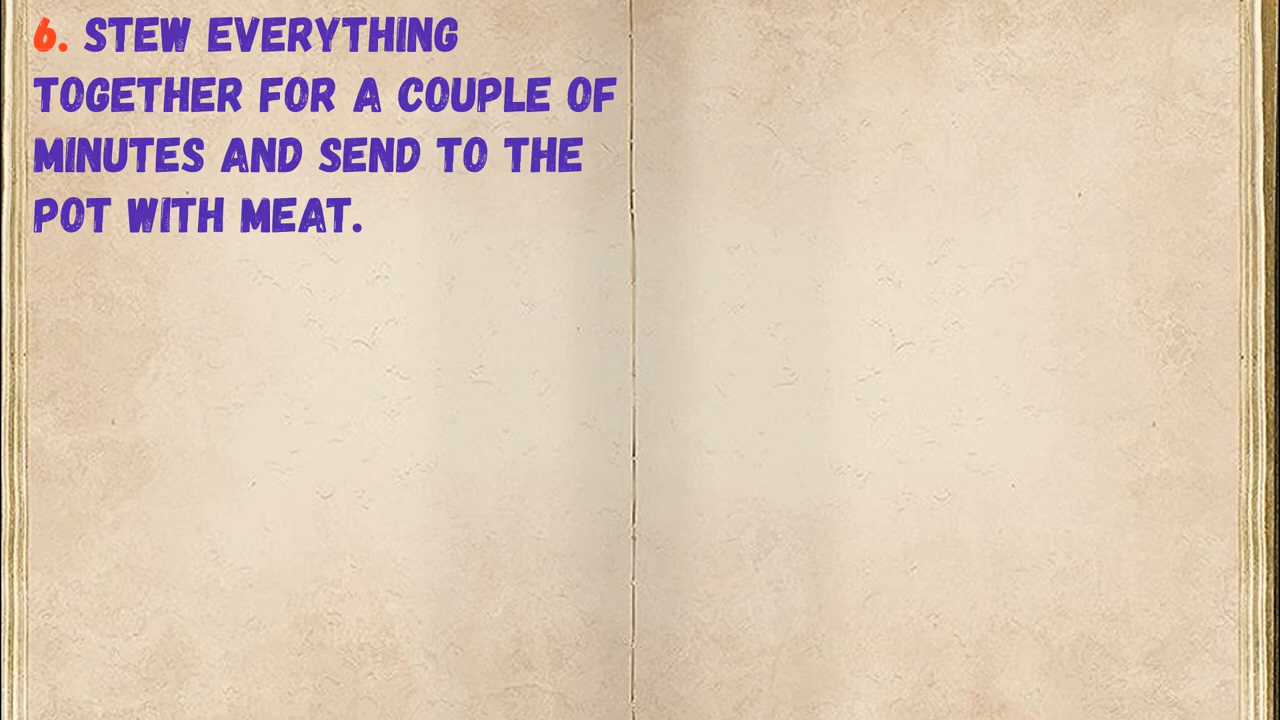 6. STEW EVERYTHING
TOGETHER FOR A COUPLE OF
MINUTES AND SEND TO THE
POT WITH MEAT.